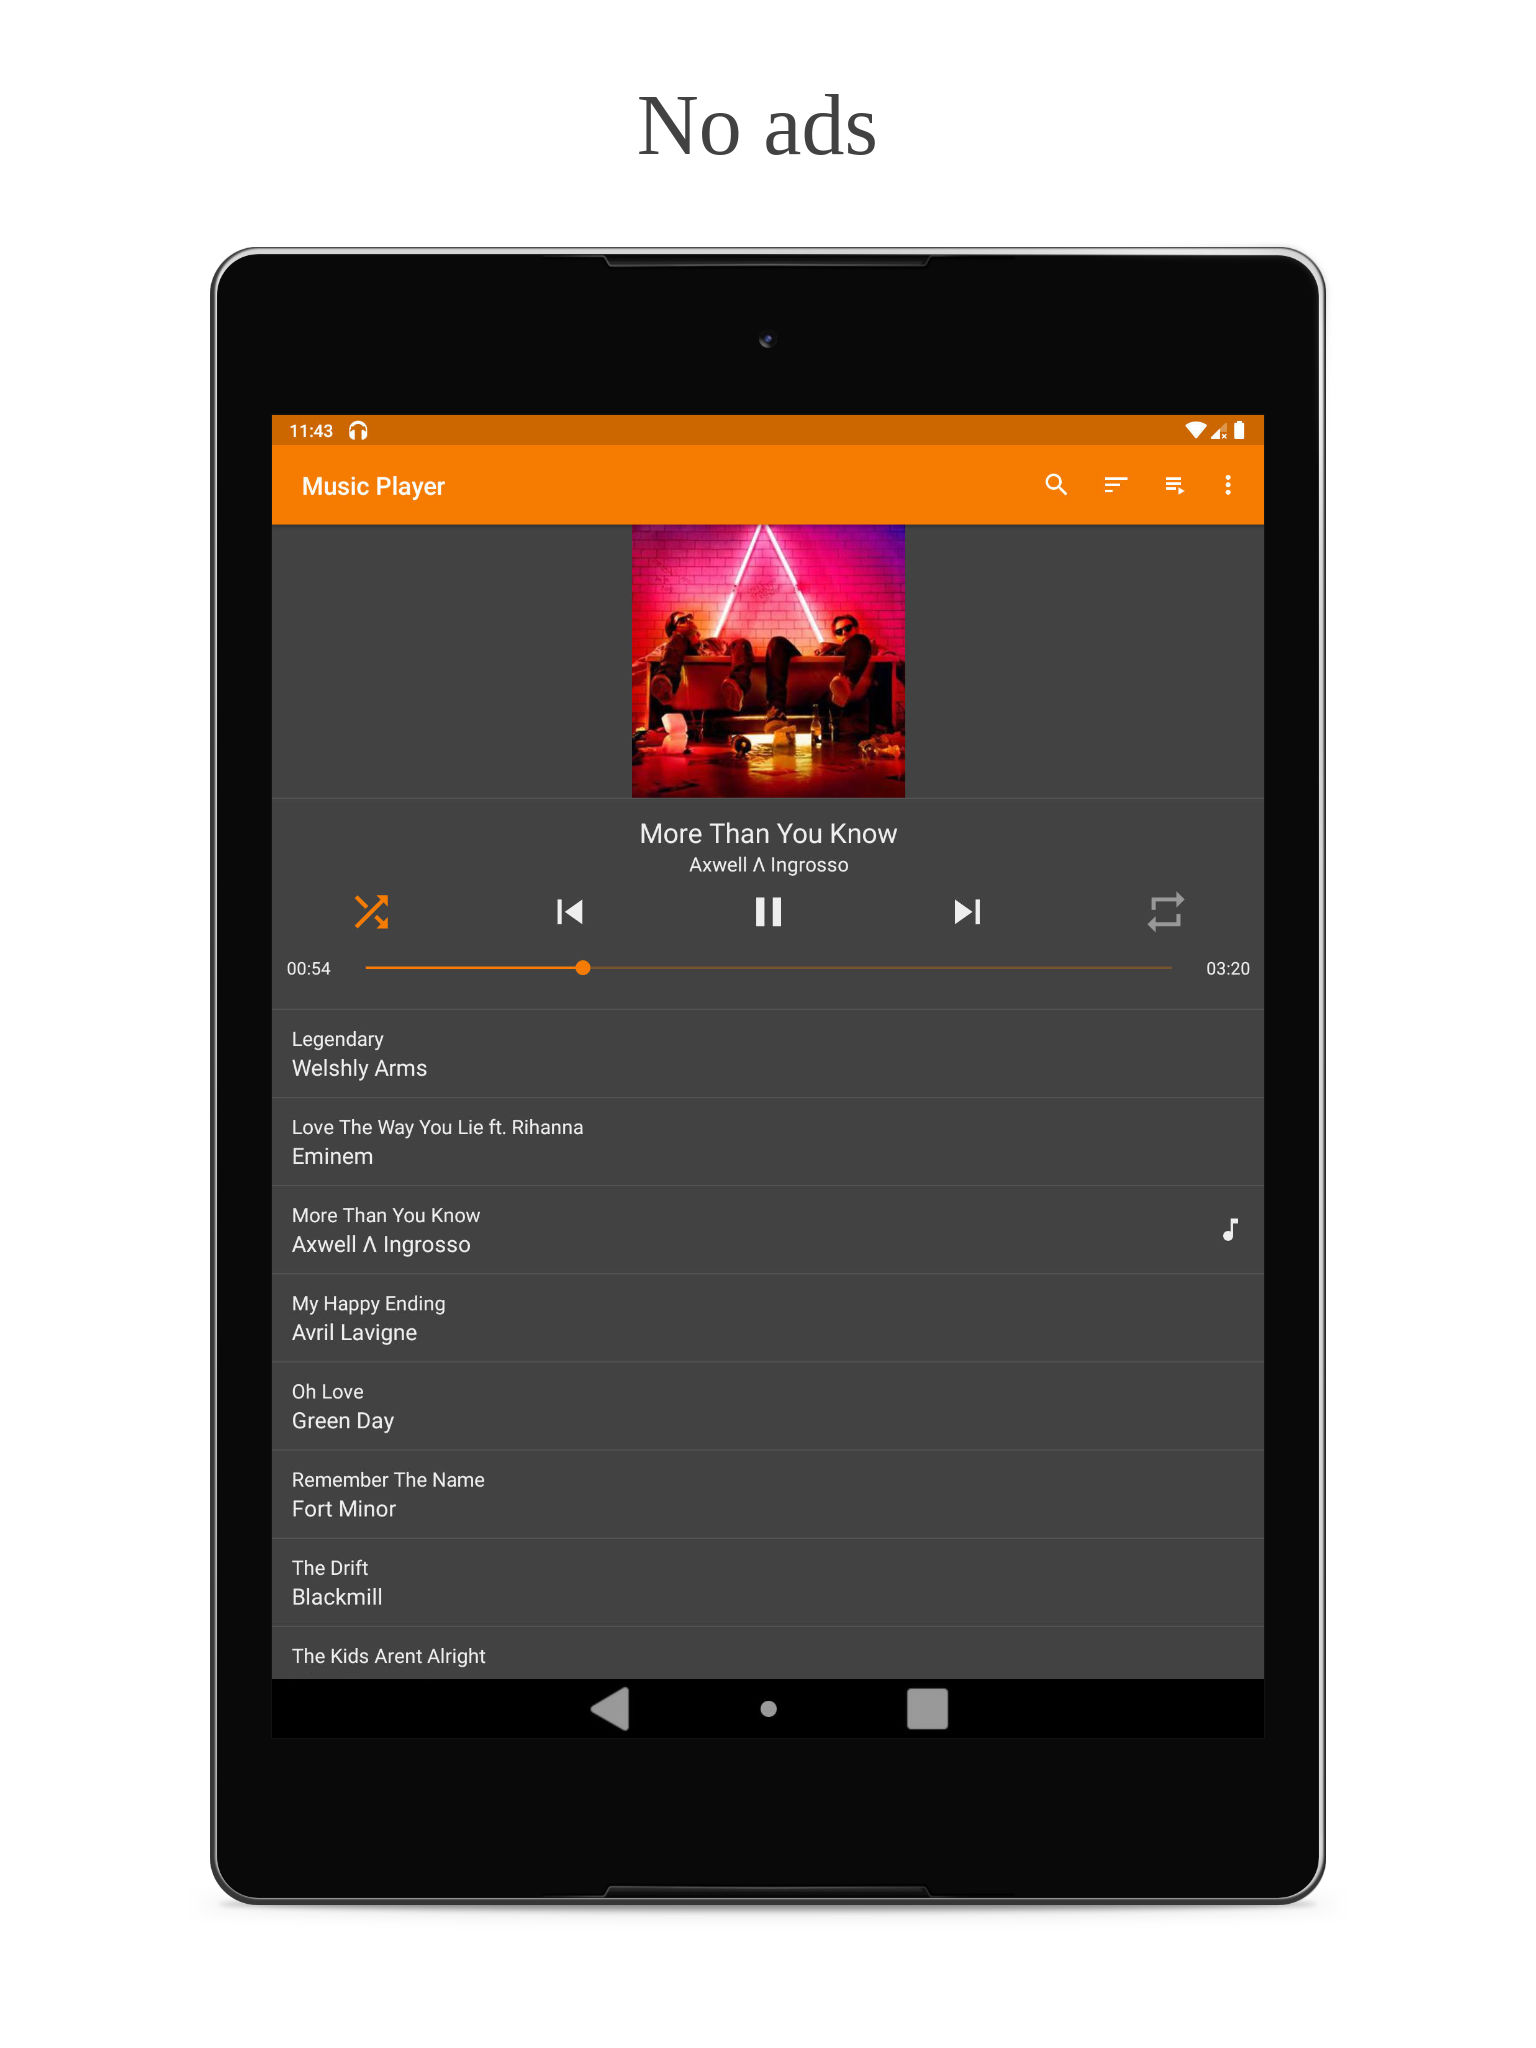 No ads
11:43
Music Player
More Than You Know
Axwell Λ Ingrosso
00:54
03:20
Legendary
Welshly Arms
Love The Way You Lie ft. Rihanna
Eminem
More Than You Know
Axwell Λ Ingrosso
My Happy Ending
Avril Lavigne
Oh Love
Green Day
Remember The Name
Fort Minor
The Drift
Blackmill
The Kids Arent Alright